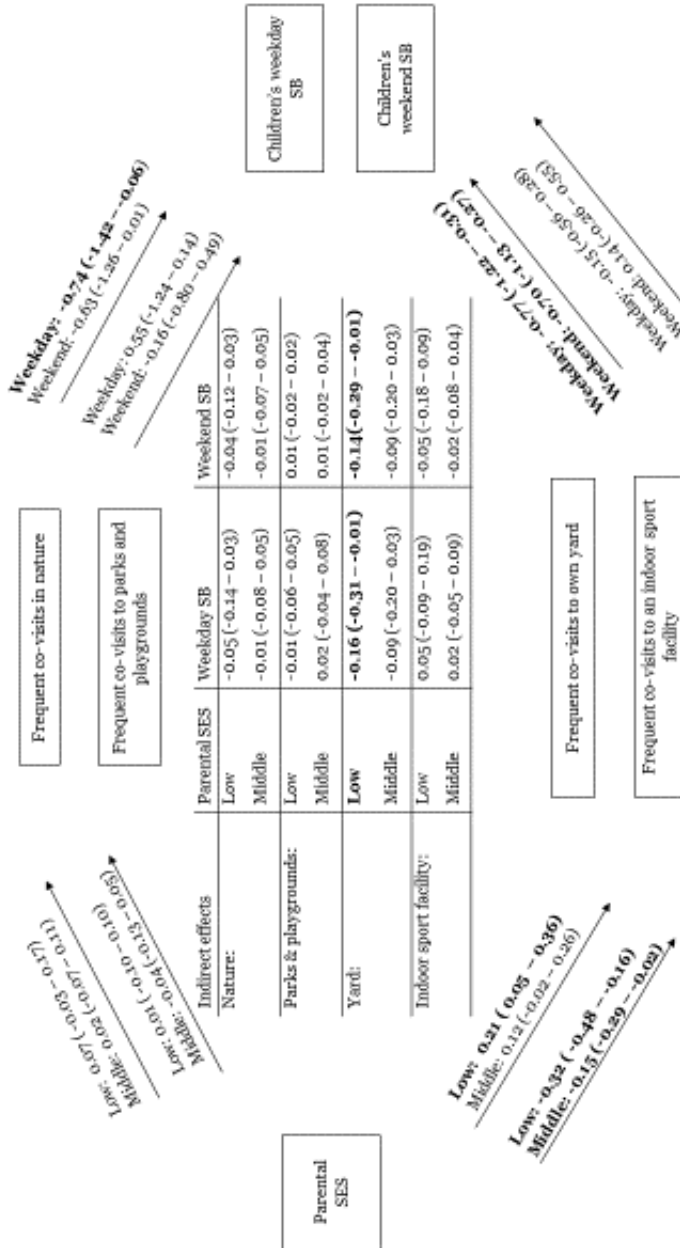 Parental
SES
Low: 0.07 (-0.03 – 0.17)
Middle: 0.02 (-0.07 – 0.11)
Low: 0.01 (-0.10 – 0.10)
Middle: -0.04 (-0.13 – 0.05)
Low: 0.21 ( 0.05 – 0.36)
Middle: 0.12 (-0.02 – 0.26)
Low: -0.32 (-0.48 – -0.16)
Middle: -0.15 (-0.29 – -0.02)
Frequent co-visits in nature
Frequent co-visits to parks and
playgrounds
Indirect effects Parental SES Weekday SB Weekend SB
Nature: Low -0.05 (-0.14 – 0.03) -0.04 (-0.12 – 0.03)
Middle -0.01 (-0.08 – 0.05) -0.01 (-0.07 – 0.05)
Parks & playgrounds: Low -0.01 (-0.06 – 0.05) 0.01 (-0.02 – 0.02)
Middle 0.02 (-0.04 – 0.08) 0.01 (-0.02 – 0.04)
Yard: Low -0.16 (-0.31 – -0.01) -0.14(-0.29 – -0.01)
Middle -0.09 (-0.20 – 0.03) -0.09 (-0.20 – 0.03)
Indoor sport facility: Low 0.05 (-0.09 – 0.19) -0.05 (-0.18 – 0.09)
Middle 0.02 (-0.05 – 0.09) -0.02 (-0.08 – 0.04)
Frequent co-visits to own yard
Frequent co-visits to an indoor sport
facility
Weekday: -0.74 (-1.42 – -0.06)
Weekend: -0.63 (-1.26 – 0.01)
Weekday: 0.55 (-1.24 – 0.14)
Weekend: -0.16 (-0.80 – 0.49)
Weekday: -0.77 (-1.22 – -0.31)
Weekend: -0.70 (-1.13 – -0.27)
Weekday: -0.15 (-0.56 – 0.28)
Weekend: 0.14 (-0.26 – 0.55)
Children's weekday
SB
Children's
weekend SB